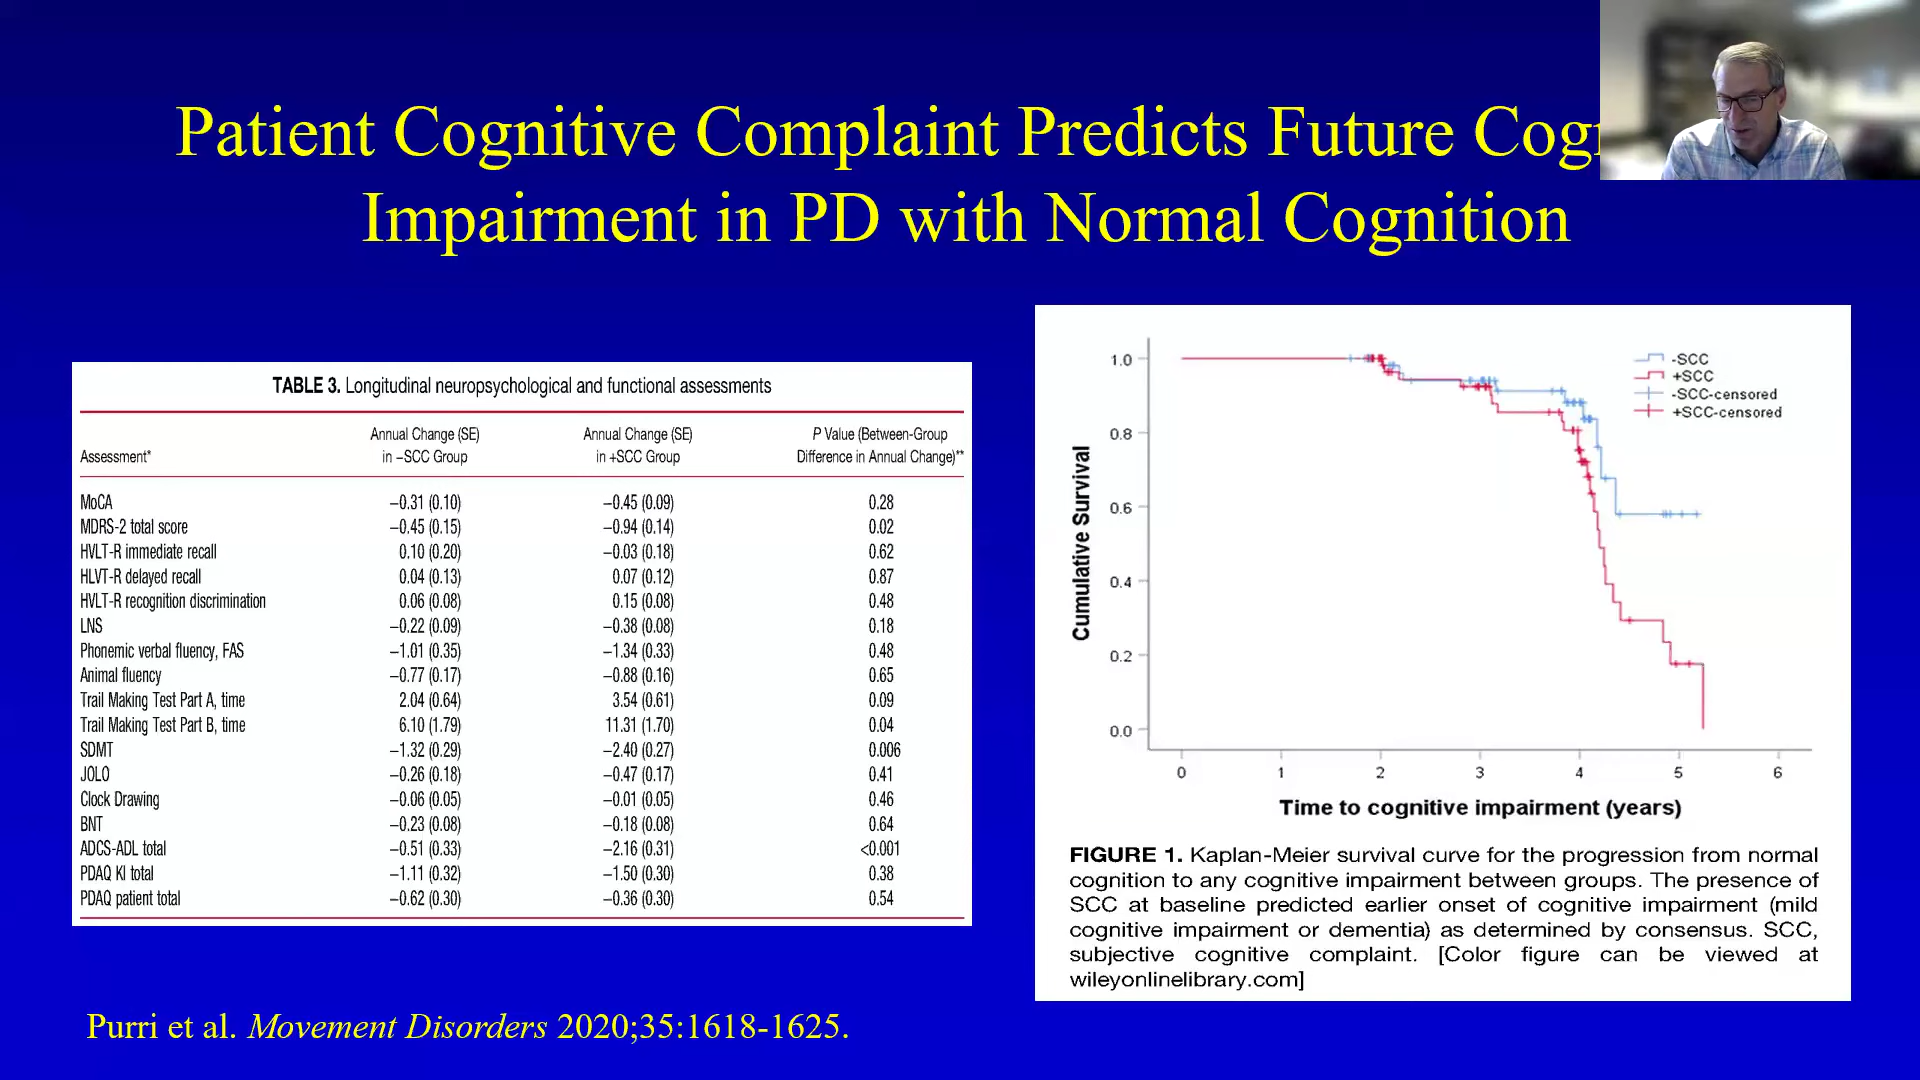 Patient Cognitive Complaint Predicts Future
Impairment in PD with Normal Cognition
TABLE 3. Longitudinal neuropsychological and functional assessments
Assessment* Annual Change (SE) in −SCC Group Annual Change (SE) in +SCC Group P Value (Between-Group Difference in Annual Change)**
MoCA −0.31 (0.10) −0.45 (0.09) 0.28
MDRS-2 total score −0.45 (0.15) −0.94 (0.14) 0.02
HVLT-R immediate recall 0.10 (0.20) −0.03 (0.18) 0.62
HLVT-R delayed recall 0.04 (0.13) 0.07 (0.12) 0.87
HVLT-R recognition discrimination 0.06 (0.08) 0.15 (0.08) 0.48
LNS −0.22 (0.09) −0.38 (0.08) 0.18
Phonemic verbal fluency, FAS −1.01 (0.35) −1.34 (0.33) 0.48
Animal fluency −0.77 (0.17) −0.88 (0.16) 0.65
Trail Making Test Part A, time 2.04 (0.64) 3.54 (0.61) 0.09
Trail Making Test Part B, time 6.10 (1.79) 11.31 (1.70) 0.04
SDMT −1.32 (0.29) −2.40 (0.27) 0.006
JOLO −0.26 (0.18) −0.47 (0.17) 0.41
Clock Drawing −0.06 (0.05) −0.01 (0.05) 0.46
BNT −0.23 (0.08) −0.18 (0.08) 0.64
ADCS-ADL total −0.51 (0.33) −2.16 (0.31) <0.001
PDAQ KI total −1.11 (0.32) −1.50 (0.30) 0.38
PDAQ patient total −0.62 (0.30) −0.36 (0.30) 0.54
Cumulative Survival
1.0
0.8
0.6
0.4
0.2
0.0
-SCC
+SCC
-SCC-censored
+SCC-censored
0 1 2 3 4 5 6
Time to cognitive impairment (years)
FIGURE 1. Kaplan-Meier survival curve for the progression from normal
cognition to any cognitive impairment between groups. The presence of
SCC at baseline predicted earlier onset of cognitive impairment (mild
cognitive impairment or dementia) as determined by consensus. SCC,
subjective cognitive complaint. [Color figure can be viewed at
wileyonlinelibrary.com]
Purri et al. Movement Disorders 2020;35:1618-1625.